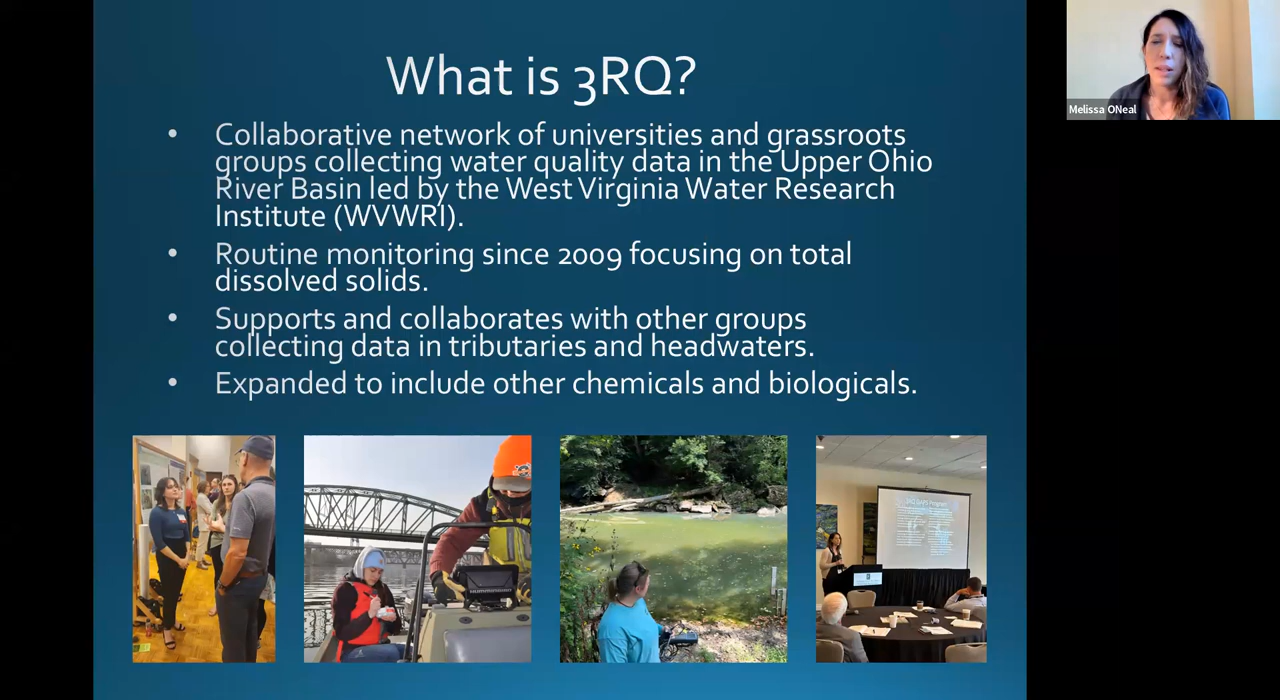 What is 3RQ?
• Collaborative network of universities and grassroots
groups collecting water quality data in the Upper Ohio
River Basin led by the West Virginia Water Research
Institute (WVWRI).
• Routine monitoring since 2009 focusing on total
dissolved solids.
• Supports and collaborates with other groups
collecting data in tributaries and headwaters.
• Expanded to include other chemicals and biologicals.
Melissa ONeal